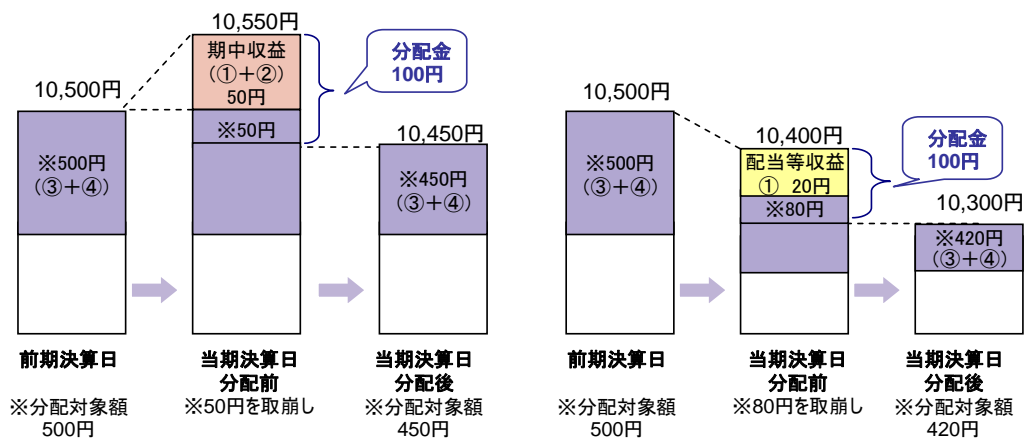 10,550円
期中収益
（①＋②）
50円
分配金
100円
10,500円
※50円
10,450円
※500円
（③＋④）
※450円
（③＋④）
前期決算日
当期決算日
分配前
当期決算日
分配後
※分配対象額
500円
※50円を取崩し
※分配対象額
450円
10,500円
10,400円
分配金
100円
※500円
（③＋④）
配当等収益
① 20円
※80円
10,300円
※420円
（③＋④）
前期決算日
当期決算日
分配前
当期決算日
分配後
※分配対象額
500円
※80円を取崩し
※分配対象額
420円